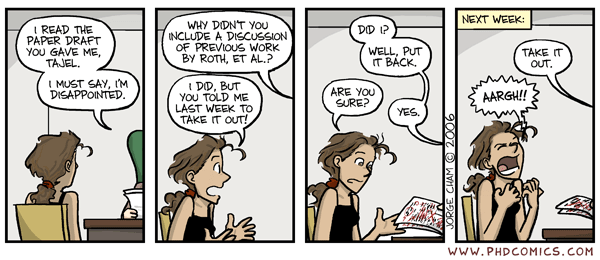 I READ THE
PAPER DRAFT
YOU GAVE ME,
TAJEL.
I MUST SAY, I'M
DISAPPOINTED.
WHY DIDN'T YOU
INCLUDE A DISCUSSION
OF PREVIOUS WORK
BY ROTH, ET AL.?
I DID, BUT
YOU TOLD ME
LAST WEEK TO
TAKE IT OUT!
DID I?
WELL, PUT
IT BACK.
ARE YOU
SURE?
YES.
JORGE CHAM © 2006
NEXT WEEK:
TAKE IT
OUT.
AARGH!!
WWW.PHDCOMICS.COM